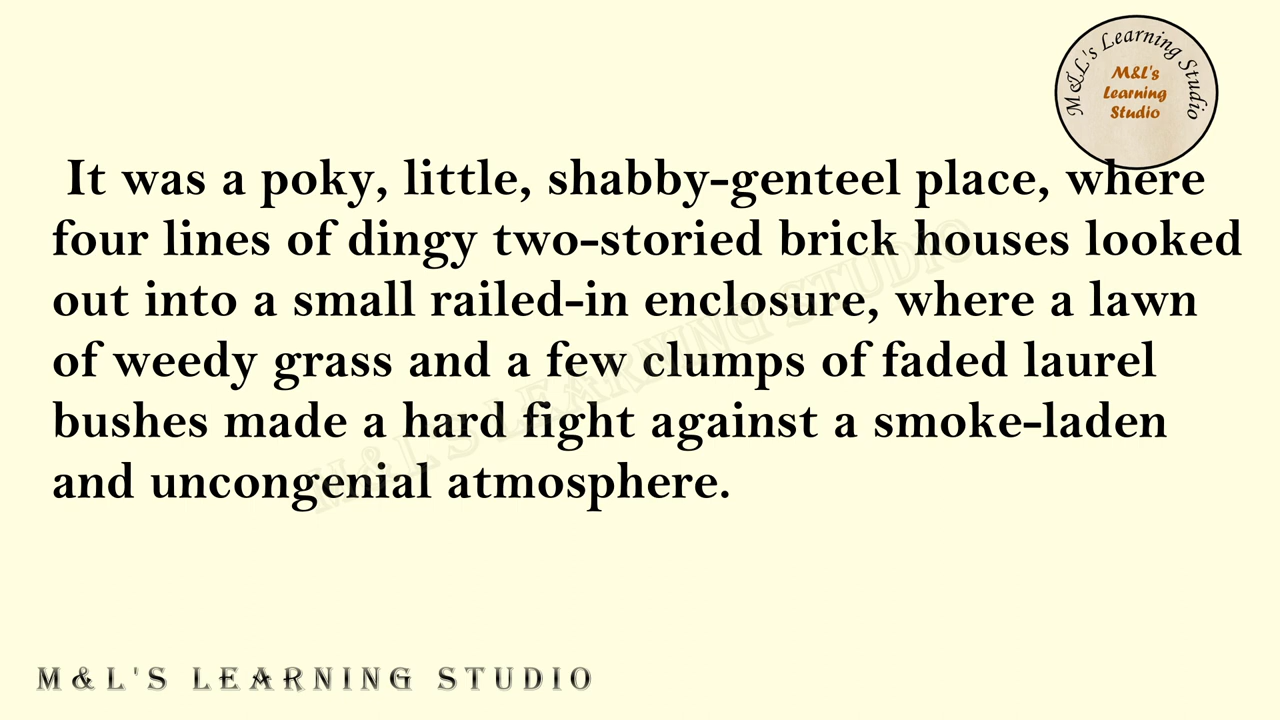 M&L's Learning Studio
M&L's
Learning
Studio
It was a poky, little, shabby-genteel place, where
four lines of dingy two-storied brick houses looked
out into a small railed-in enclosure, where a lawn
of weedy grass and a few clumps of faded laurel
bushes made a hard fight against a smoke-laden
and uncongenial atmosphere.
M&L'S LEARNING STUDIO
M&L'S LEARNING STUDIO